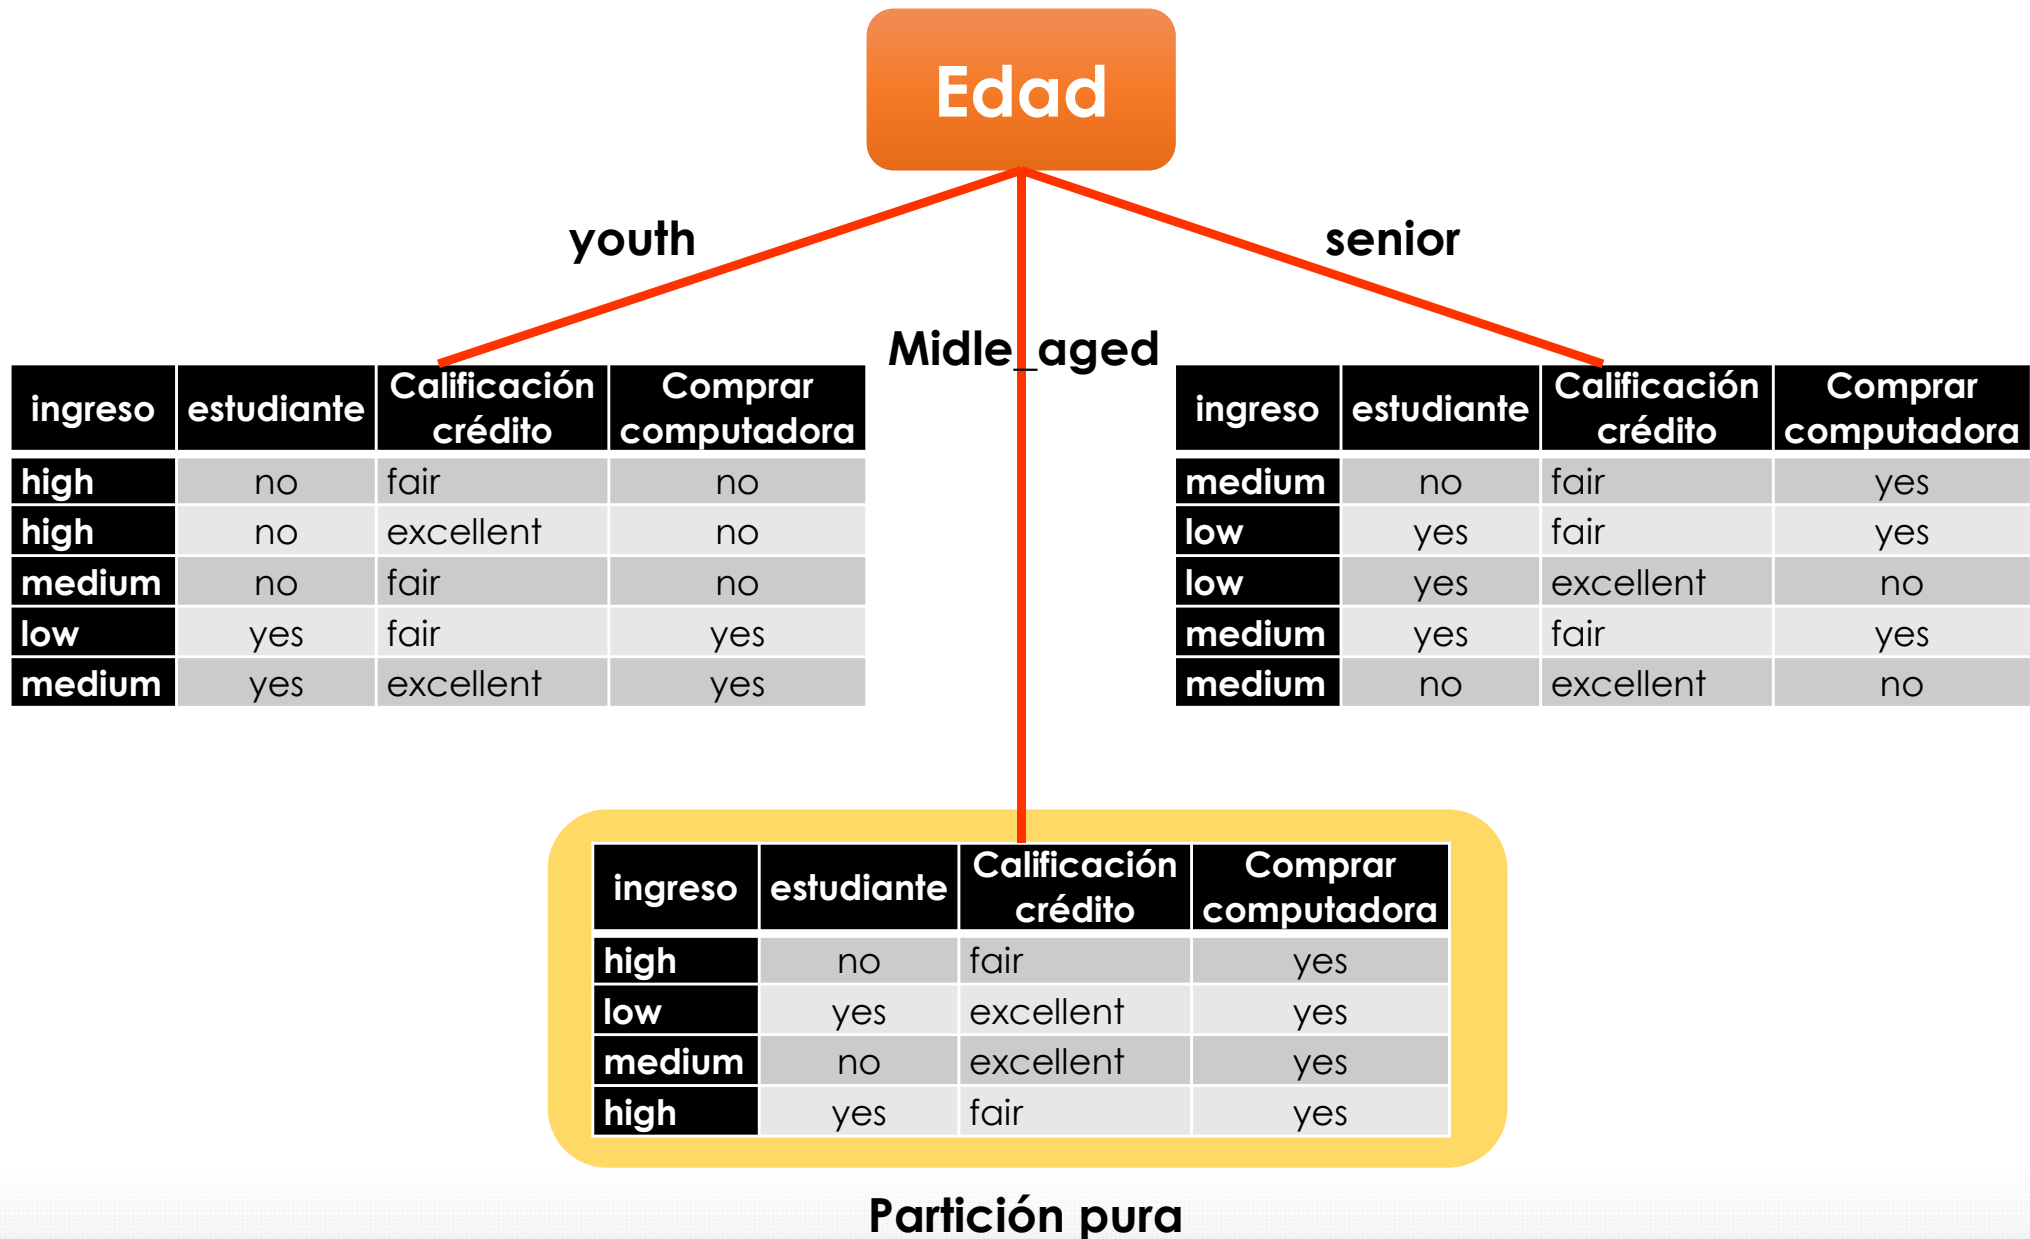 Edad
youth
senior
Midle_aged
ingreso estudiante Calificación crédito Comprar computadora
high no fair no
high no excellent no
medium no fair no
low yes fair yes
medium yes excellent yes
ingreso estudiante Calificación crédito Comprar computadora
medium no fair yes
low yes fair yes
low yes excellent no
medium yes fair yes
medium no excellent no
ingreso estudiante Calificación crédito Comprar computadora
high no fair yes
low yes excellent yes
medium no excellent yes
high yes fair yes
Partición pura